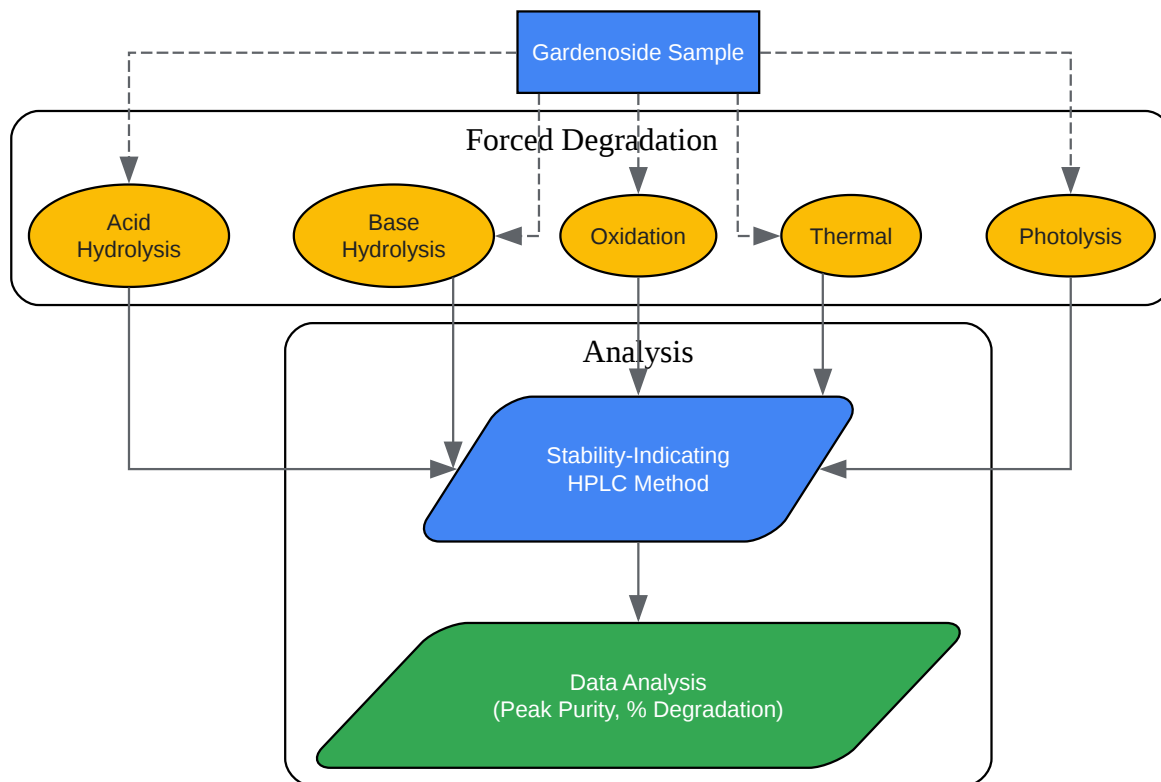 Gardenoside Sample
Forced Degradation
Acid
Hydrolysis
Base
Hydrolysis
Oxidation
Thermal
Photolysis
Analysis
Stability-Indicating
HPLC Method
Data Analysis
(Peak Purity, % Degradation)